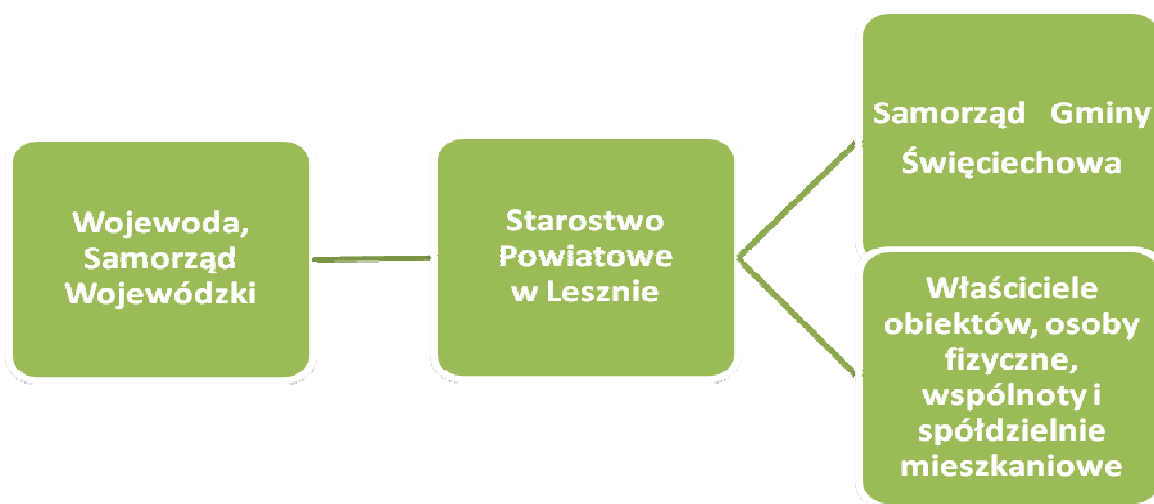 Wojewoda,
Samorząd
Wojewódzki
Starostwo
Powiatowe
w Lesznie
Samorząd Gminy
Święciechowa
Właściciele
obiektów, osoby
fizyczne,
wspólnoty i
spółdzielnie
mieszkaniowe